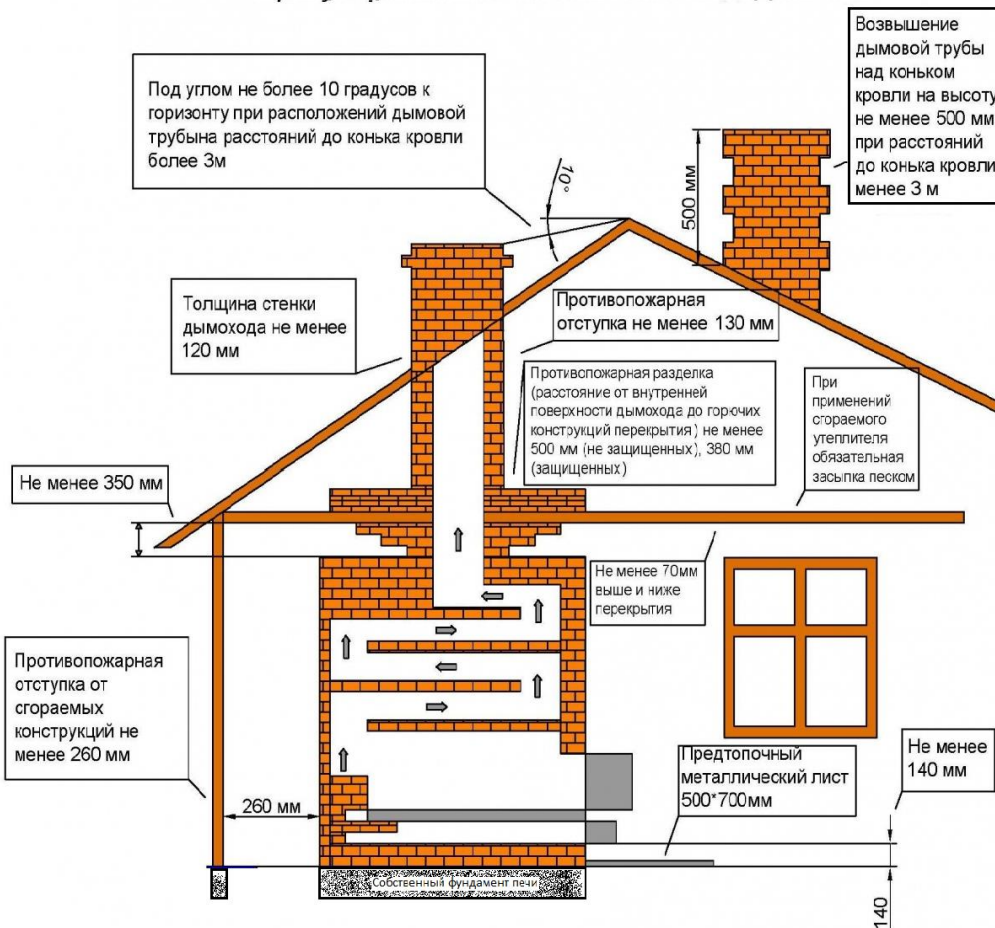 Под углом не более 10 градусов к
горизонту при расположений дымовой
трубына расстояний до конька кровли
более 3м
Возвышение
дымовой трубы
над коньком
кровли на высоту
не менее 500 мм
при расстояний
до конька кровли
менее 3 м
10°
500 мм
Толщина стенки
дымохода не менее
120 мм
Противопожарная
отступка не менее 130 мм
Противопожарная разделка
(расстояние от внутренней
поверхности дымохода до горючих
конструкций перекрытия) не менее
500 мм (не защищенных), 380 мм
(защищенных)
При
применений
сгораемого
утеплителя
обязательная
засыпка песком
Не менее 350 мм
Не менее 70мм
выше и ниже
перекрытия
Противопожарная
отступка от
сгораемых
конструкций не
менее 260 мм
260 мм
Предтопочный
металлический лист
500*700мм
Не менее
140 мм
Собственный фундамент печи
140